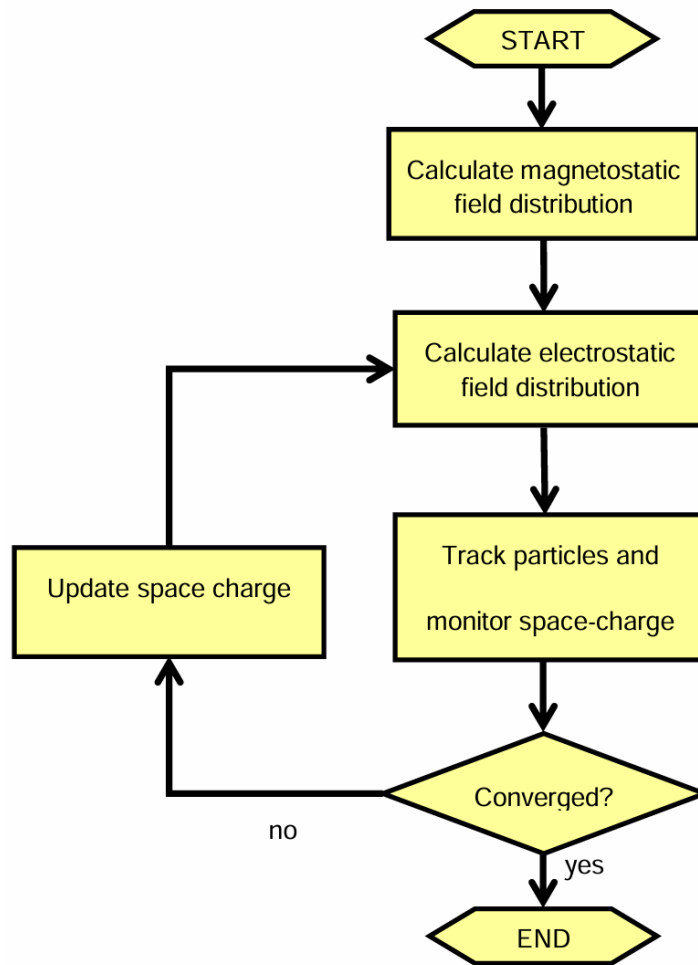 START
Calculate magnetostatic
field distribution
Calculate electrostatic
field distribution
Track particles and
monitor space-charge
Update space charge
Converged?
no
yes
END